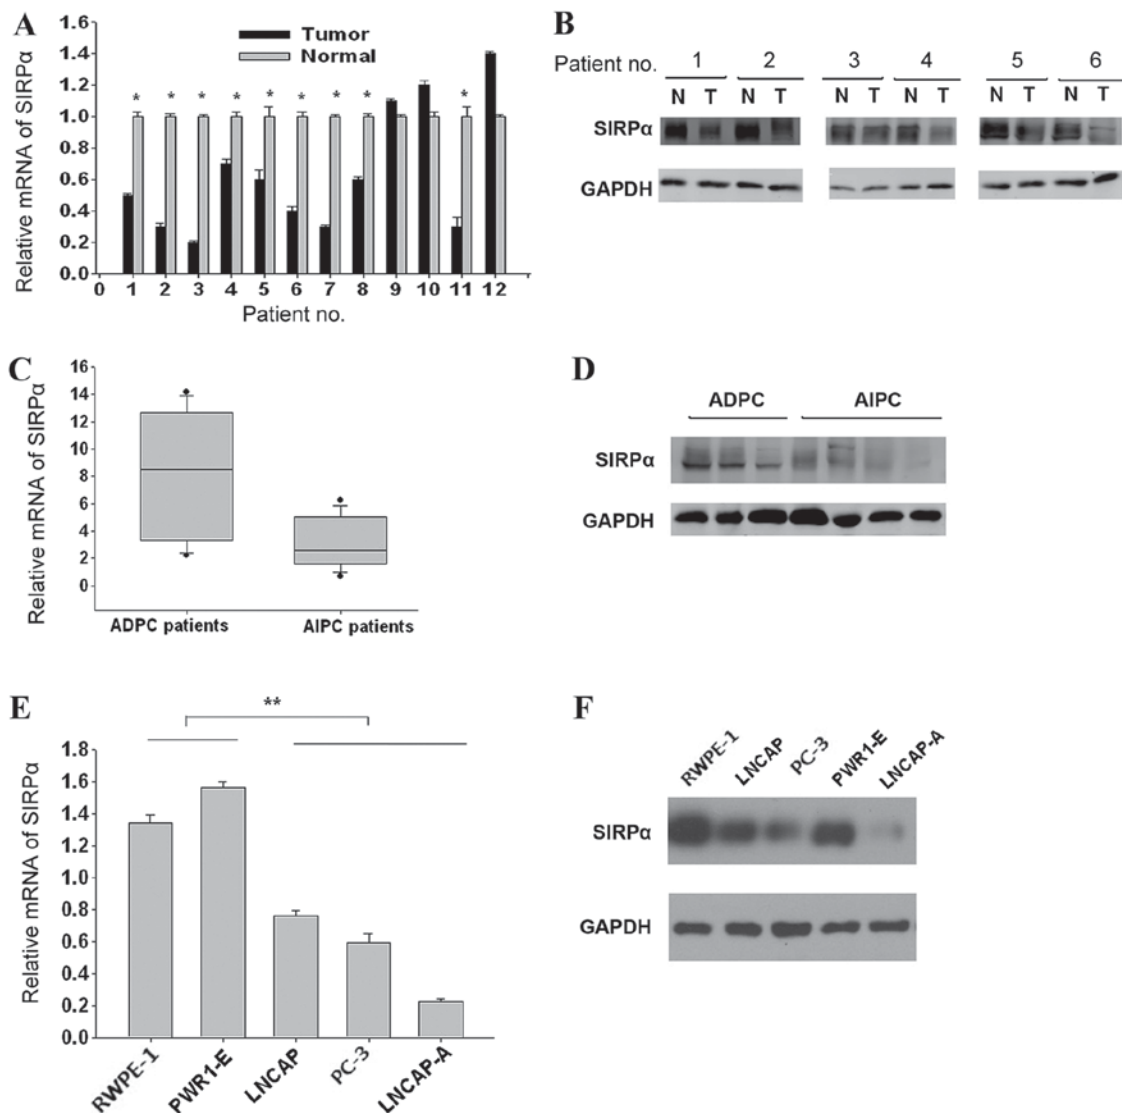 A
Relative mRNA of SIRPα
1.6
1.4
1.2
1.0
0.8
0.6
0.4
0.2
0.0
Tumor
Normal
* * * * * * * * *
0 1 2 3 4 5 6 7 8 9 10 11 12
Patient no.
B
Patient no. 1 2 3 4 5 6
N T N T N T N T N T N T
SIRPα
GAPDH
C
Relative mRNA of SIRPα
16
14
12
10
8
6
4
2
0
ADPC patients AIPC patients
D
ADPC AIPC
SIRPα
GAPDH
E
Relative mRNA of SIRPα
**
1.8
1.6
1.4
1.2
1.0
0.8
0.6
0.4
0.2
0.0
RWPE-1 PWR1-E LNCAP PC-3 LNCAP-A
F
RWPE-1 LNCAP PC-3 PWR1-E LNCAP-A
SIRPα
GAPDH